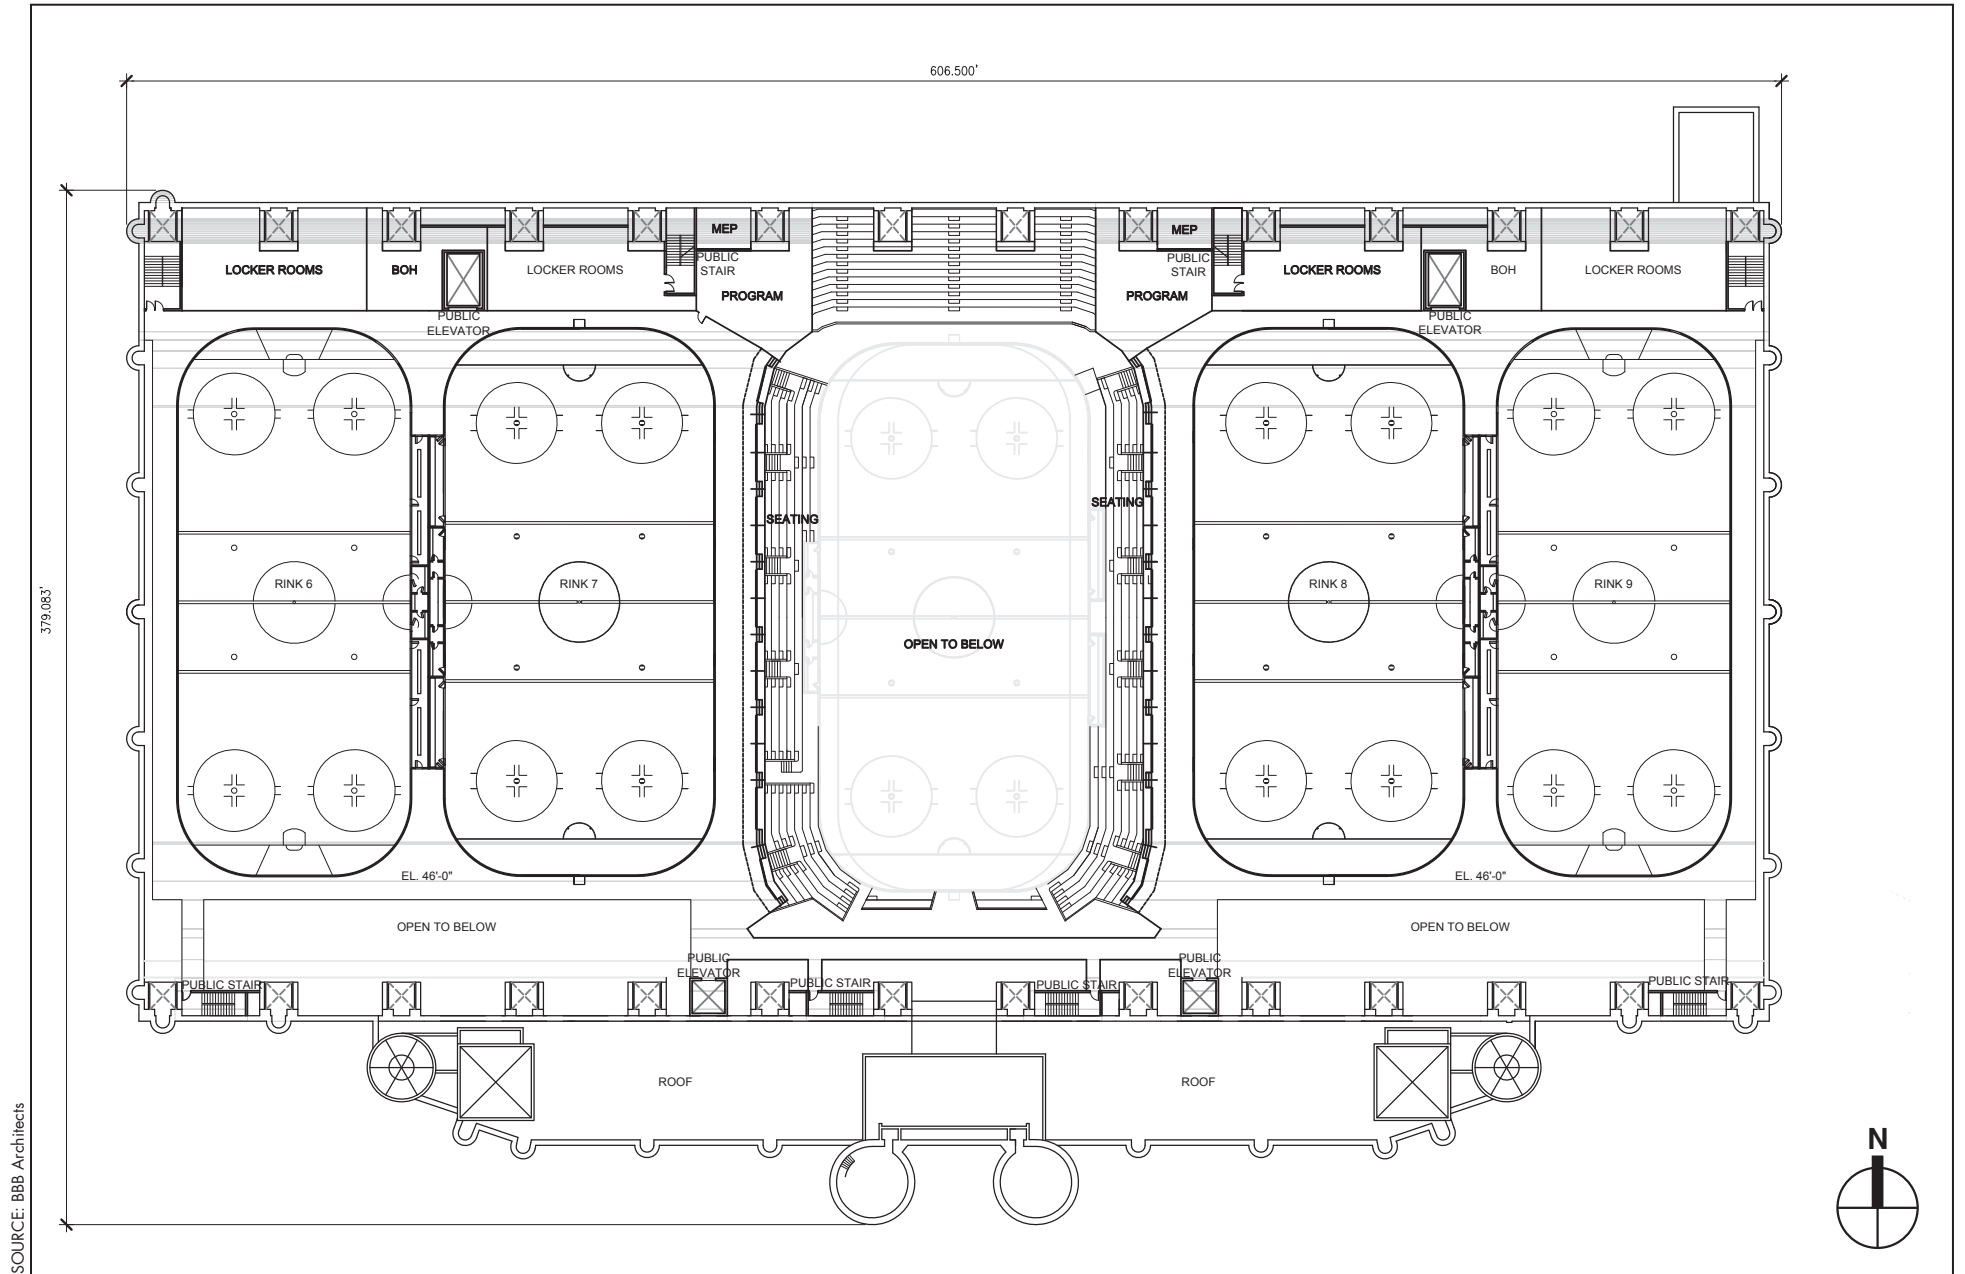 606.500'
379.083'
MEP
MEP
LOCKER ROOMS
BOH
LOCKER ROOMS
PUBLIC
STAIR
PROGRAM
PUBLIC
STAIR
PROGRAM
LOCKER ROOMS
BOH
LOCKER ROOMS
PUBLIC
ELEVATOR
PUBLIC
ELEVATOR
SEATING
SEATING
RINK 6
RINK 7
RINK 8
RINK 9
OPEN TO BELOW
EL. 46'-0"
EL. 46'-0"
OPEN TO BELOW
OPEN TO BELOW
PUBLIC
ELEVATOR
PUBLIC
ELEVATOR
PUBLIC STAIR
PUBLIC STAIR
PUBLIC STAIR
PUBLIC STAIR
ROOF
ROOF
N
SOURCE: BBB Architects